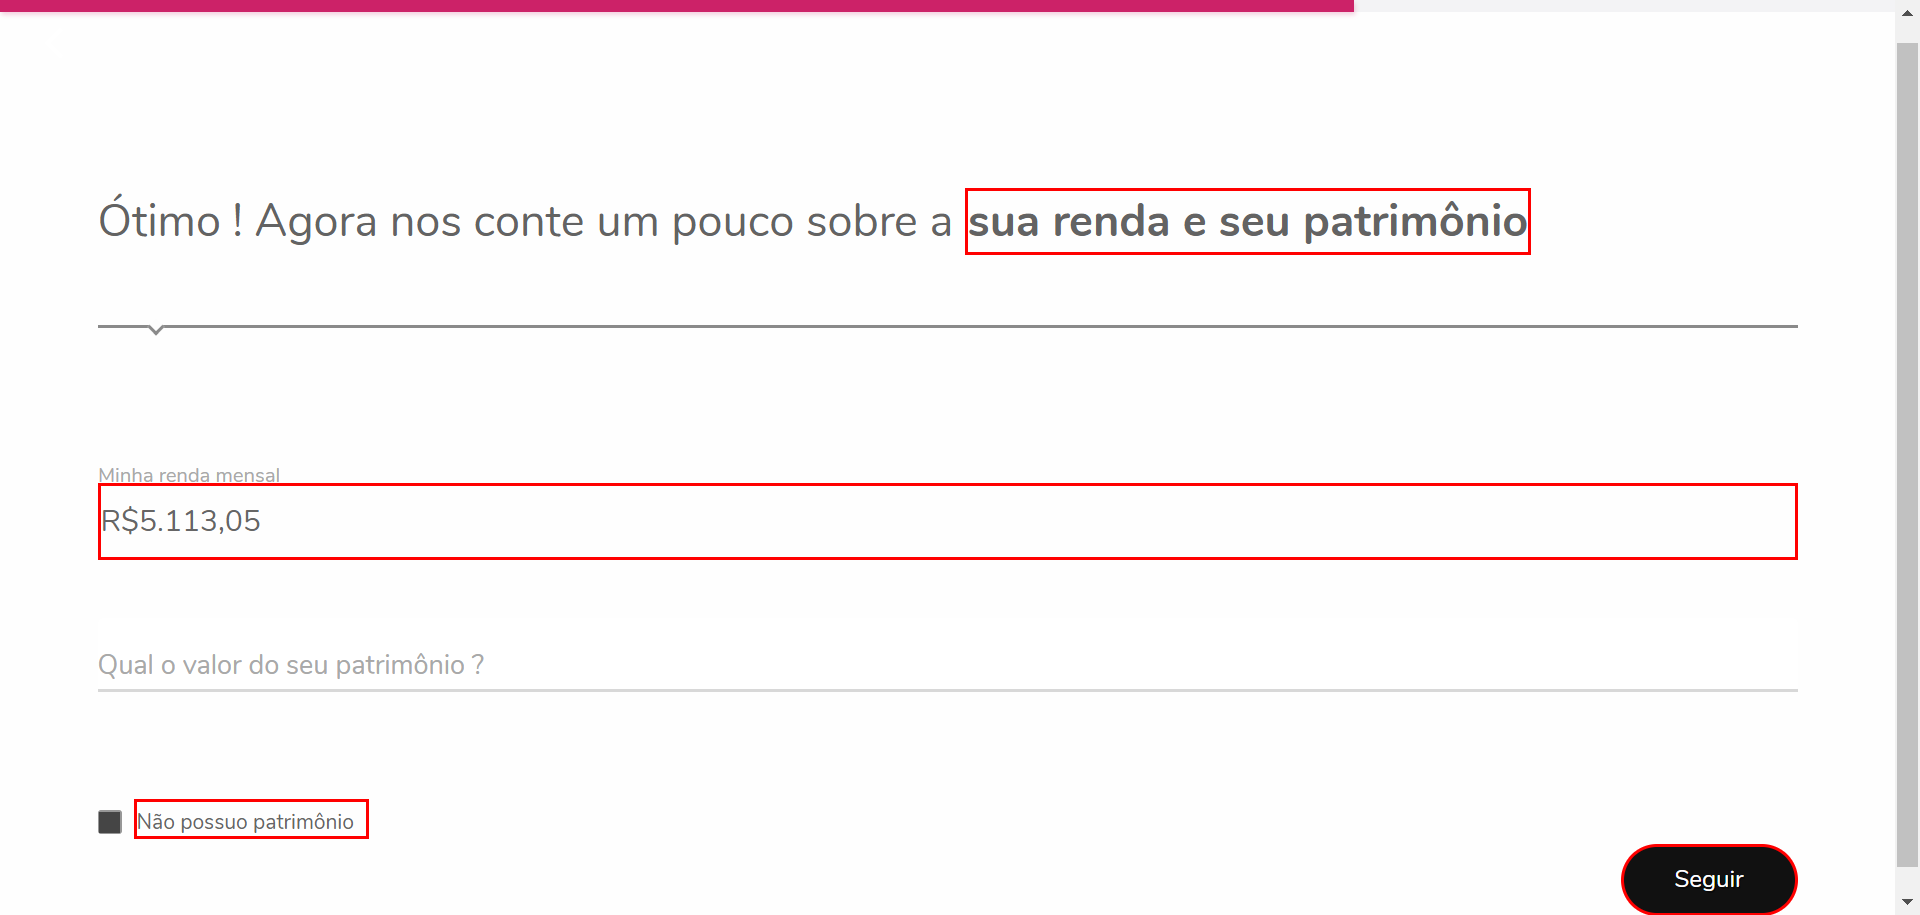 Ótimo ! Agora nos conte um pouco sobre a sua renda e seu patrimônio
Minha renda mensal
R$5.113,05
Qual o valor do seu patrimônio ?
Não possuo patrimônio
Seguir